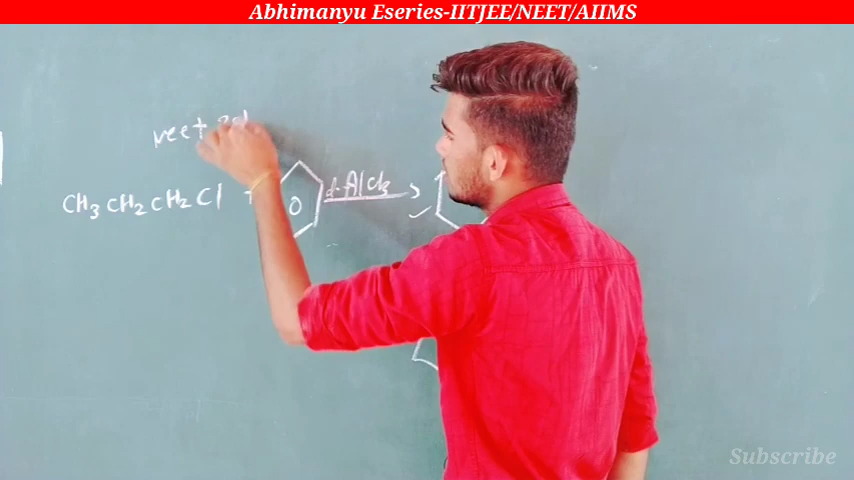 Abhimanyu Eseries-IITJEE/NEET/AIIMS
neet
CH3 CH2 CH2 Cl + O d-AlCl3
Subscribe